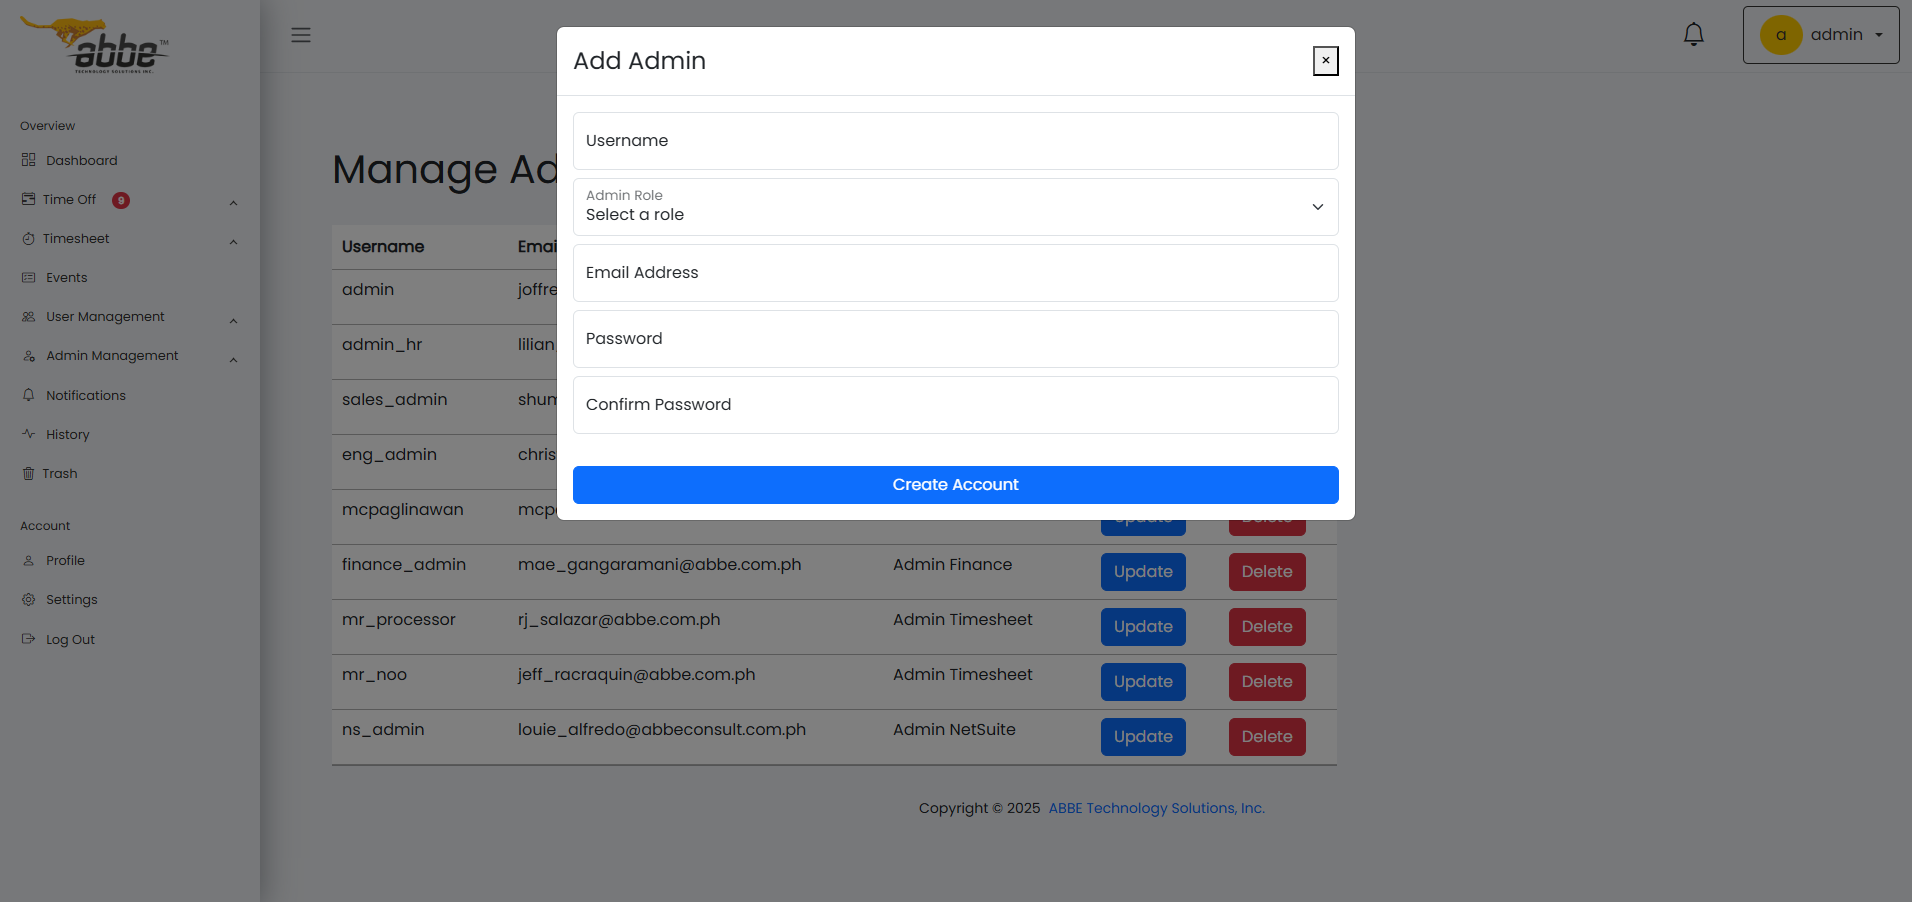 abbe™
TECHNOLOGY SOLUTIONS INC.
a admin
Add Admin
×
Overview
Dashboard
Time Off 9
Timesheet
Events
User Management
Admin Management
Notifications
History
Trash
Account
Profile
Settings
Log Out
Username
Admin Role
Select a role
Email Address
Password
Confirm Password
Create Account
Manage Ad
Username Emai
admin joffre
admin_hr lilian
sales_admin shum
eng_admin chris
mcpaglinawan mcpa Update Delete
finance_admin mae_gangaramani@abbe.com.ph Admin Finance Update Delete
mr_processor rj_salazar@abbe.com.ph Admin Timesheet Update Delete
mr_noo jeff_racraquin@abbe.com.ph Admin Timesheet Update Delete
ns_admin louie_alfredo@abbeconsult.com.ph Admin NetSuite Update Delete
Copyright © 2025 ABBE Technology Solutions, Inc.